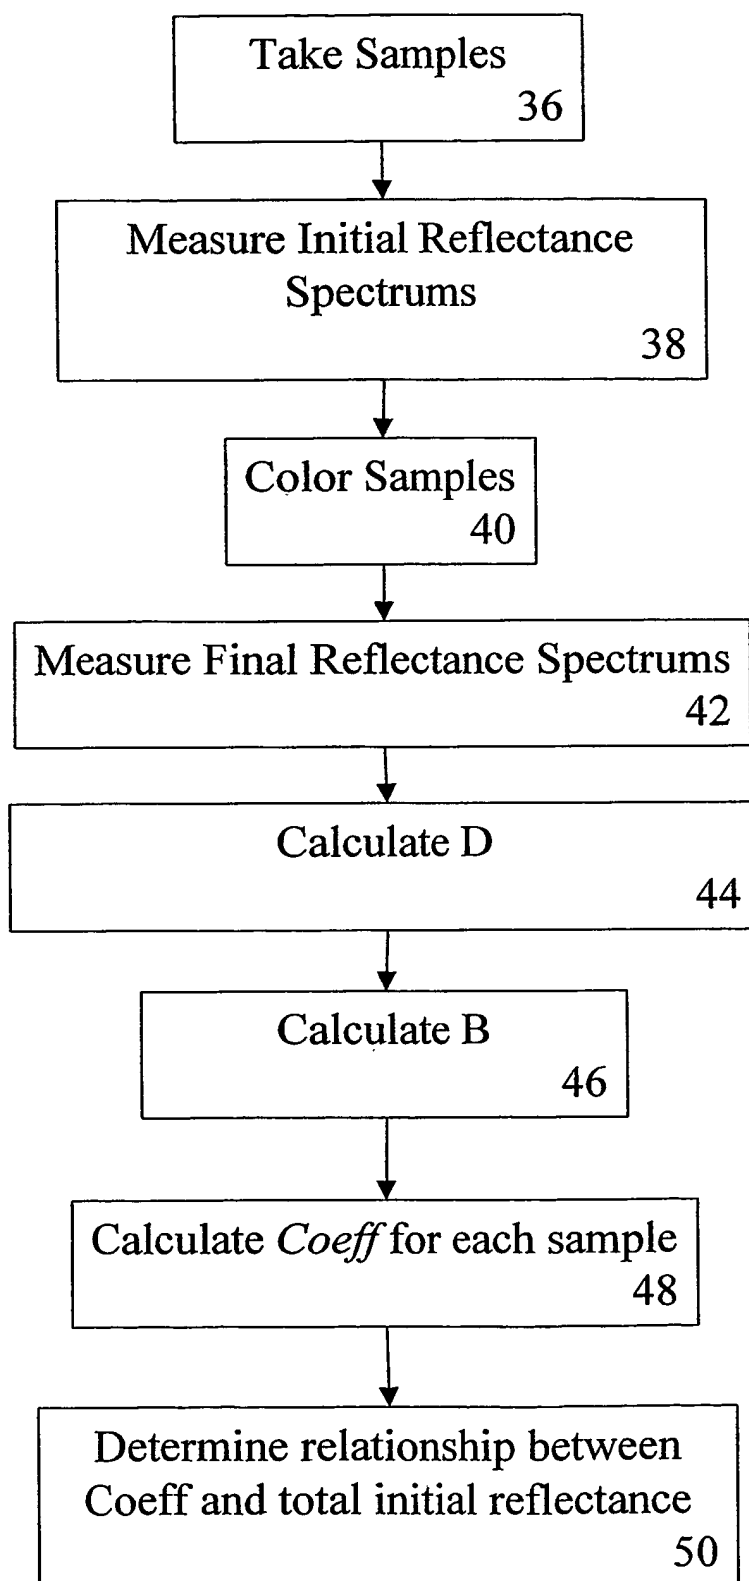 Take Samples
36
Measure Initial Reflectance
Spectrums
38
Color Samples
40
Measure Final Reflectance Spectrums
42
Calculate D
44
Calculate B
46
Calculate Coeff for each sample
48
Determine relationship between
Coeff and total initial reflectance
50